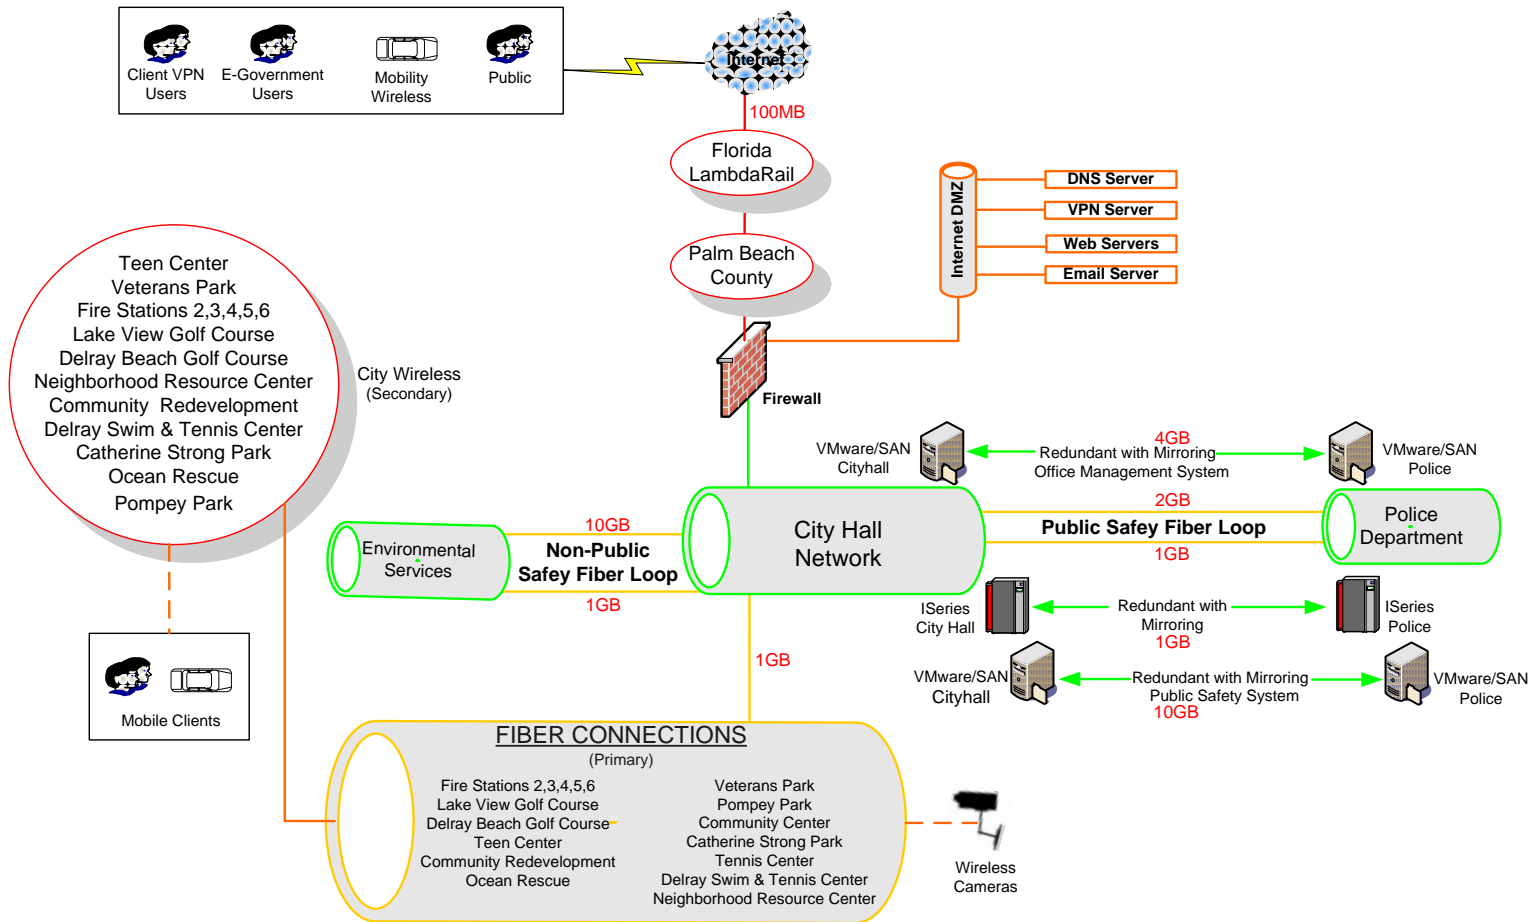 Client VPN
Users
E-Government
Users
Mobility
Wireless
Public
Internet
100MB
Florida
LambdaRail
Palm Beach
County
Firewall
Internet DMZ
DNS Server
VPN Server
Web Servers
Email Server
Teen Center
Veterans Park
Fire Stations 2,3,4,5,6
Lake View Golf Course
Delray Beach Golf Course
Neighborhood Resource Center
Community Redevelopment
Delray Swim & Tennis Center
Catherine Strong Park
Ocean Rescue
Pompey Park
City Wireless
(Secondary)
Mobile Clients
VMware/SAN
Cityhall
4GB
Redundant with Mirroring
Office Management System
VMware/SAN
Police
Environmental
Services
10GB
Non-Public
Safey Fiber Loop
1GB
City Hall
Network
2GB
Public Safey Fiber Loop
1GB
Police
Department
ISeries
City Hall
Redundant with
Mirroring
1GB
ISeries
Police
VMware/SAN
Cityhall
Redundant with Mirroring
Public Safety System
10GB
VMware/SAN
Police
1GB
FIBER CONNECTIONS
(Primary)
Fire Stations 2,3,4,5,6
Lake View Golf Course
Delray Beach Golf Course
Teen Center
Community Redevelopment
Ocean Rescue
Veterans Park
Pompey Park
Community Center
Catherine Strong Park
Tennis Center
Delray Swim & Tennis Center
Neighborhood Resource Center
Wireless
Cameras